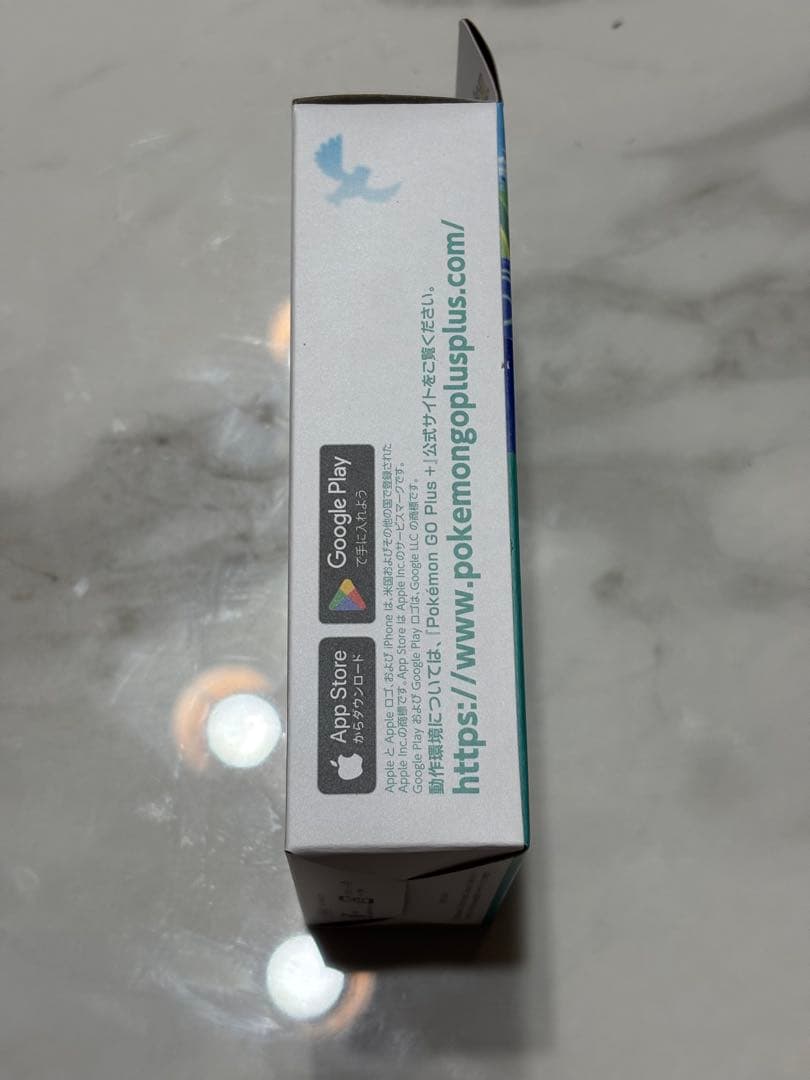 App Store
からダウンロード
Google Play
で手に入れよう
Apple と Apple ロゴ、および iPhone は、米国およびその他の国で登録された
Apple Inc.の商標です。App Store は Apple Inc.のサービスマークです。
Google Play および Google Play ロゴは、Google LLC の商標です。
動作環境については、『Pokémon GO Plus +』公式サイトをご覧ください。
https://www.pokemongoplusplus.com/